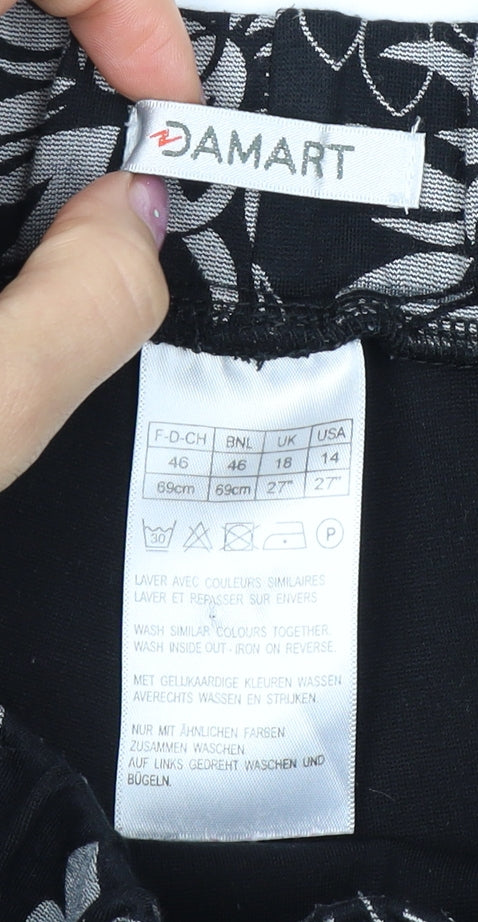 DAMART
F-D-CH BNL UK USA
46 46 18 14
69cm 69cm 27" 27"
30 P
LAVER AVEC COULEURS SIMILAIRES
LAVER ET REPASSER SUR ENVERS
WASH SIMILAR COLOURS TOGETHER.
WASH INSIDE OUT - IRON ON REVERSE.
MET GELIJKAARDIGE KLEUREN WASSEN
AVERECHTS WASSEN EN STRIJKEN.
NUR MIT ÄHNLICHEN FARBEN
ZUSAMMEN WASCHEN
AUF LINKS GEDREHT WASCHEN UND
BÜGELN.